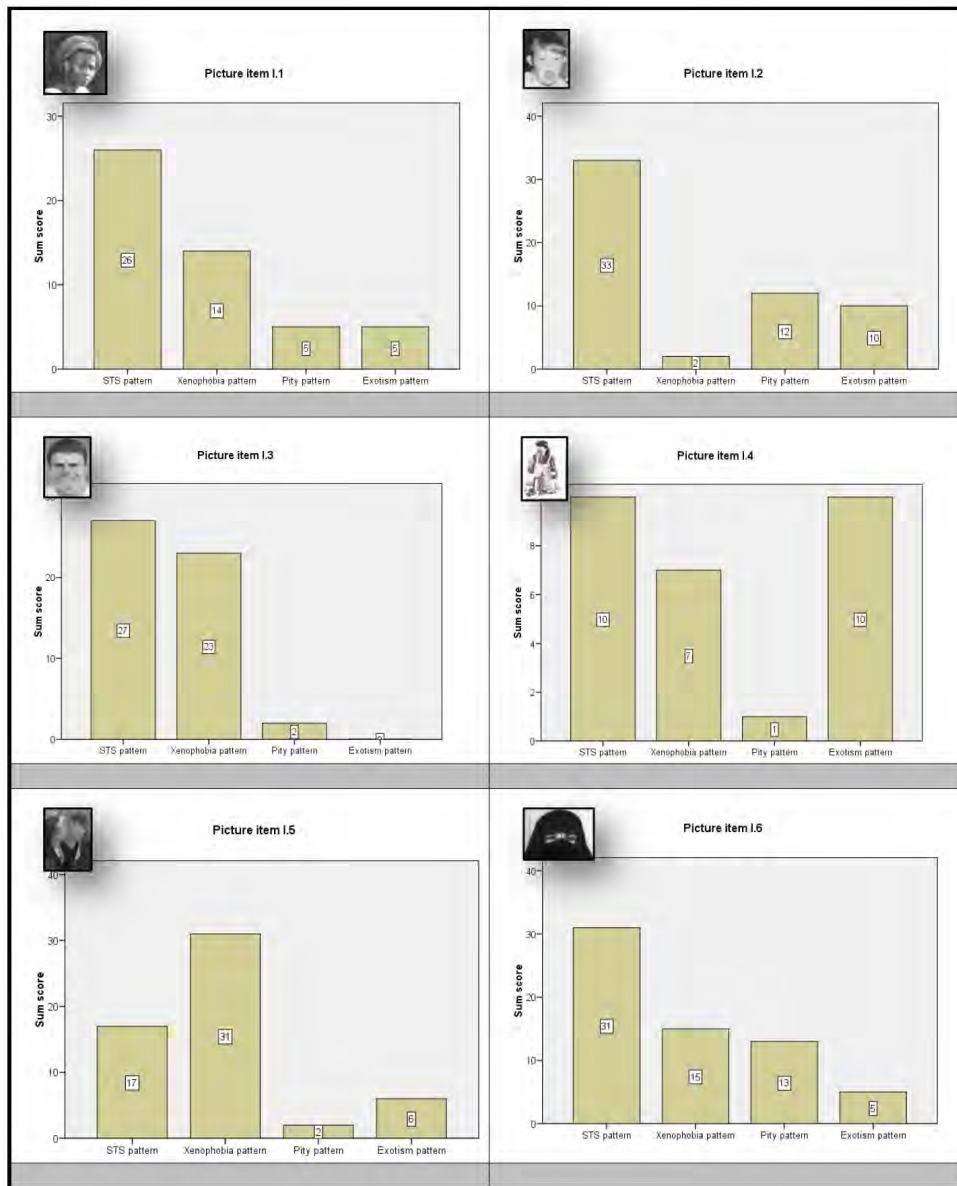 Picture item I.1
30
20
10
0
Sum score
26
14
5
5
STS pattern Xenophobia pattern Pity pattern Exotism pattern
Picture item I.2
40
30
20
10
0
Sum score
33
2
12
10
STS pattern Xenophobia pattern Pity pattern Exotism pattern
Picture item I.3
20
10
0
Sum score
27
23
2
STS pattern Xenophobia pattern Pity pattern Exotism pattern
Picture item I.4
8
6
4
2
0
Sum score
10
7
1
10
STS pattern Xenophobia pattern Pity pattern Exotism pattern
Picture item I.5
40
30
20
10
0
Sum score
17
31
2
6
STS pattern Xenophobia pattern Pity pattern Exotism pattern
Picture item I.6
40
30
20
10
0
Sum score
31
15
13
5
STS pattern Xenophobia pattern Pity pattern Exotism pattern